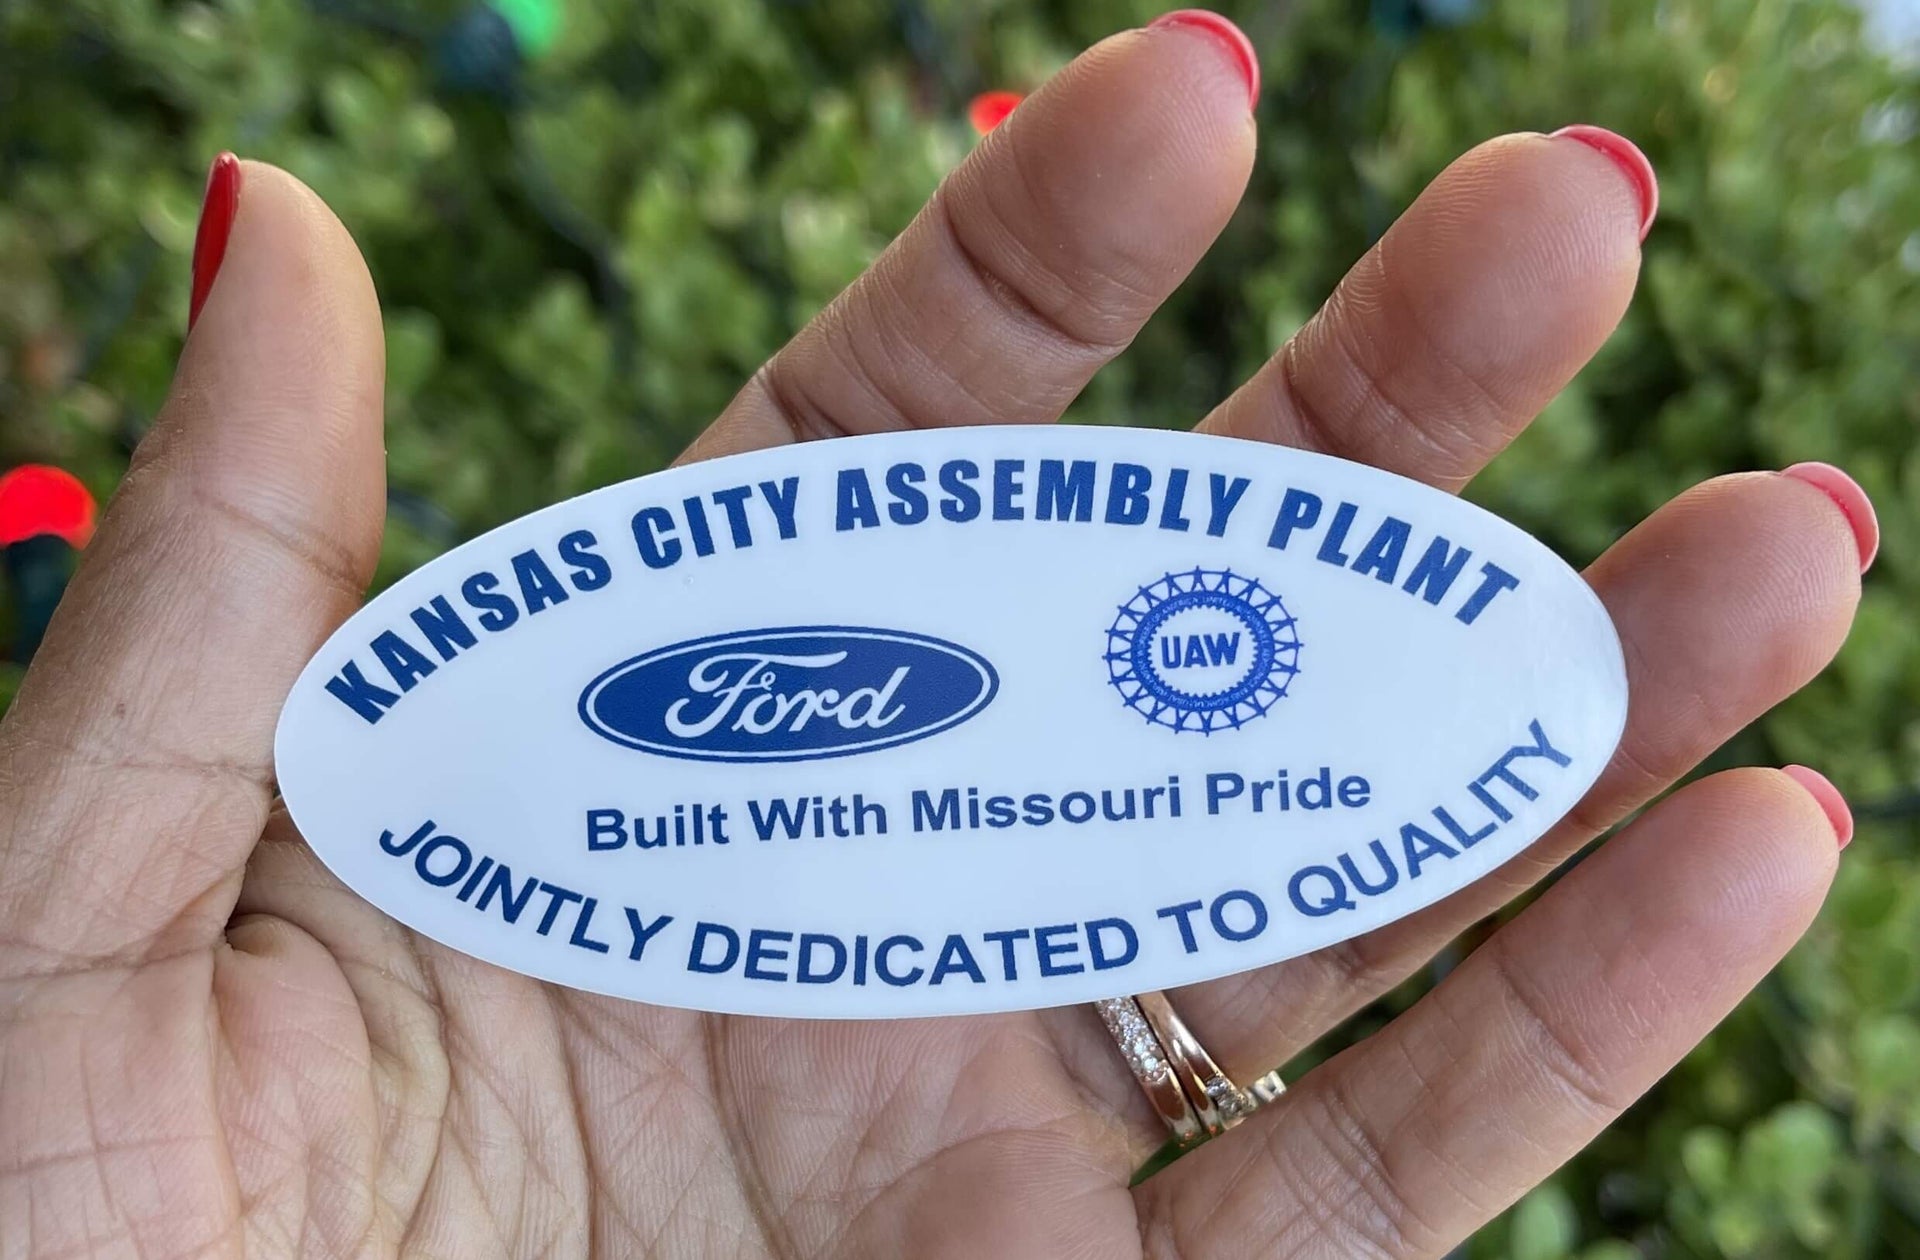 KANSAS CITY ASSEMBLY PLANT
Ford
UAW
Built With Missouri Pride
JOINTLY DEDICATED TO QUALITY